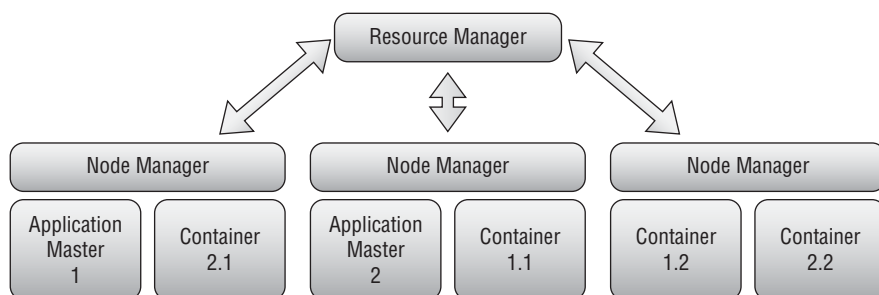 Resource Manager
Node Manager
Node Manager
Node Manager
Application
Master
1
Container
2.1
Application
Master
2
Container
1.1
Container
1.2
Container
2.2